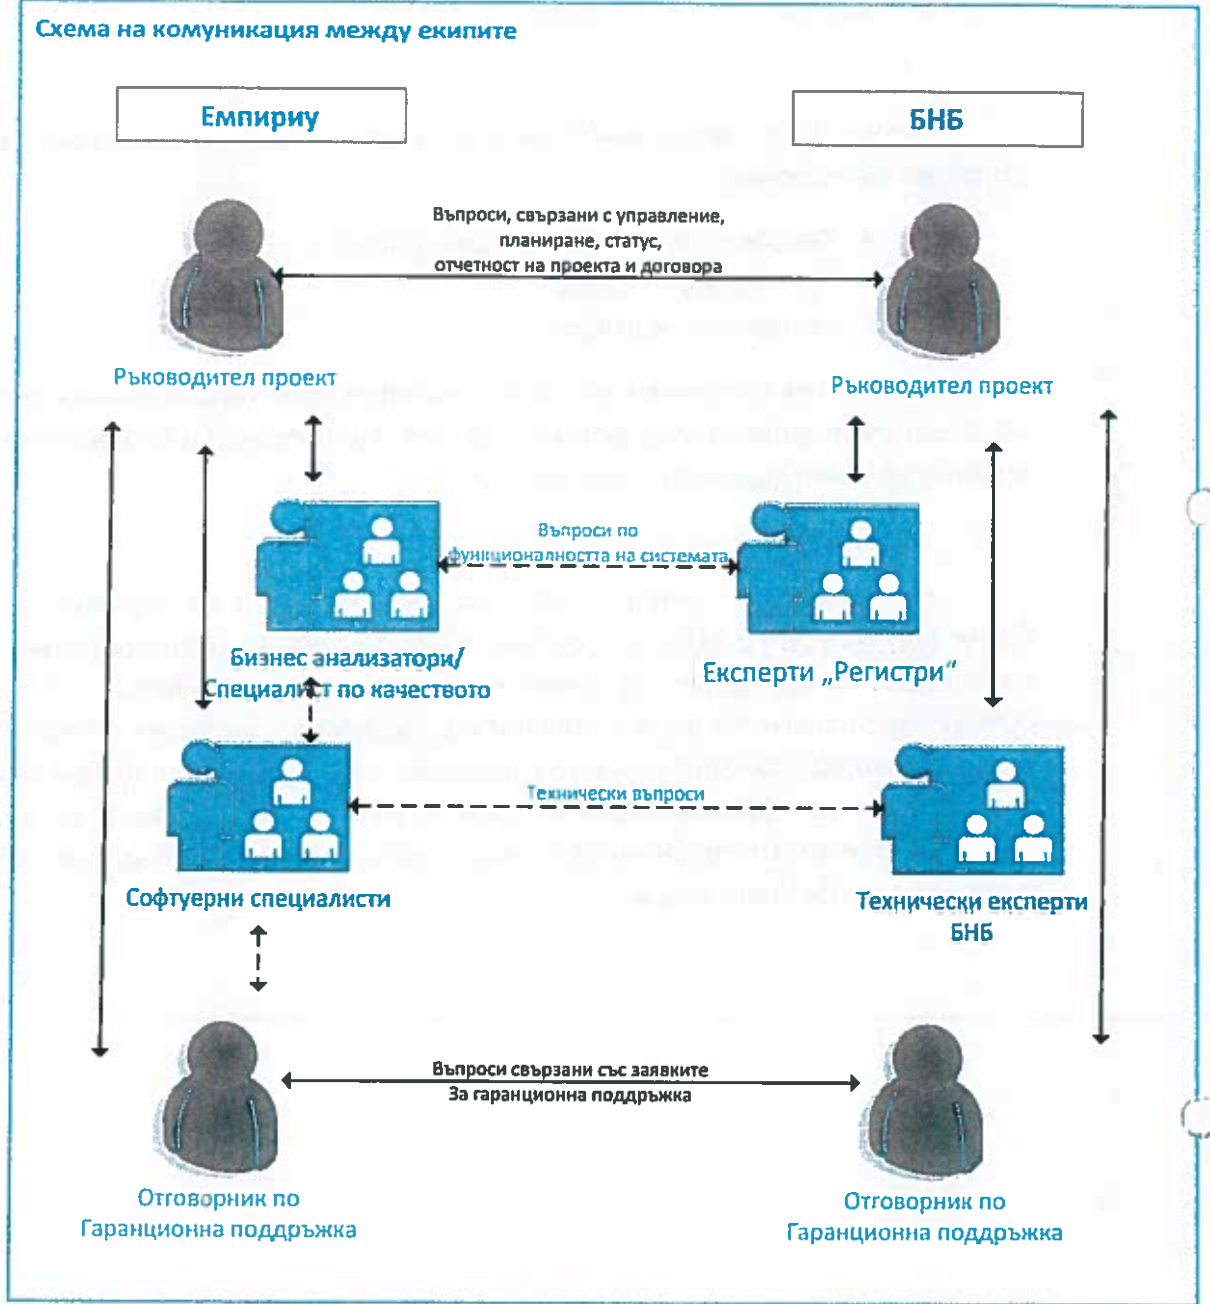 Схема на комуникация между екипите
Емпириу
БНБ
Въпроси, свързани с управление,
планиране, статус,
отчетност на проекта и договора
Ръководител проект
Ръководител проект
Въпроси по
функционалността на системата
Бизнес анализатори/
Специалист по качеството
Експерти „Регистри“
Технически въпроси
Софтуерни специалисти
Технически експерти
БНБ
Въпроси свързани със заявките
За гаранционна поддръжка
Отговорник по
Гаранционна поддръжка
Отговорник по
Гаранционна поддръжка